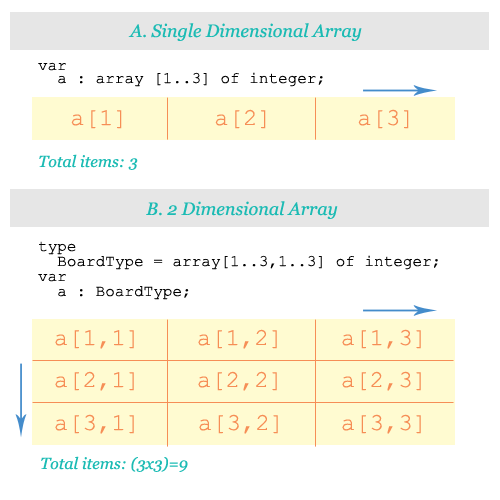 A. Single Dimensional Array
var
  a : array [1..3] of integer;
a[1] a[2] a[3]
Total items: 3
B. 2 Dimensional Array
type
  BoardType = array[1..3,1..3] of integer;
var
  a : BoardType;
a[1,1] a[1,2] a[1,3]
a[2,1] a[2,2] a[2,3]
a[3,1] a[3,2] a[3,3]
Total items: (3x3)=9